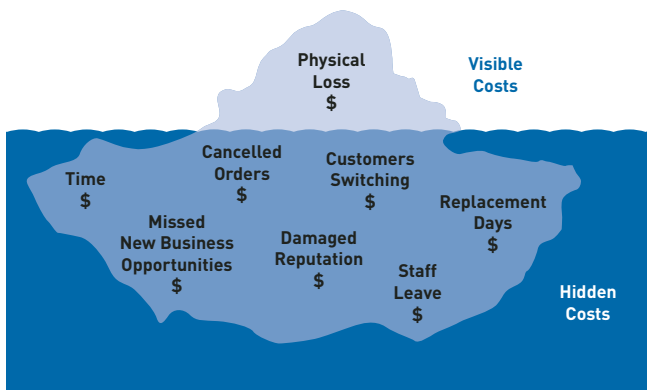 Physical
Loss
$
Visible
Costs
Cancelled
Orders
$
Customers
Switching
$
Time
$
Replacement
Days
$
Missed
New Business
Opportunities
$
Damaged
Reputation
$
Staff
Leave
$
Hidden
Costs